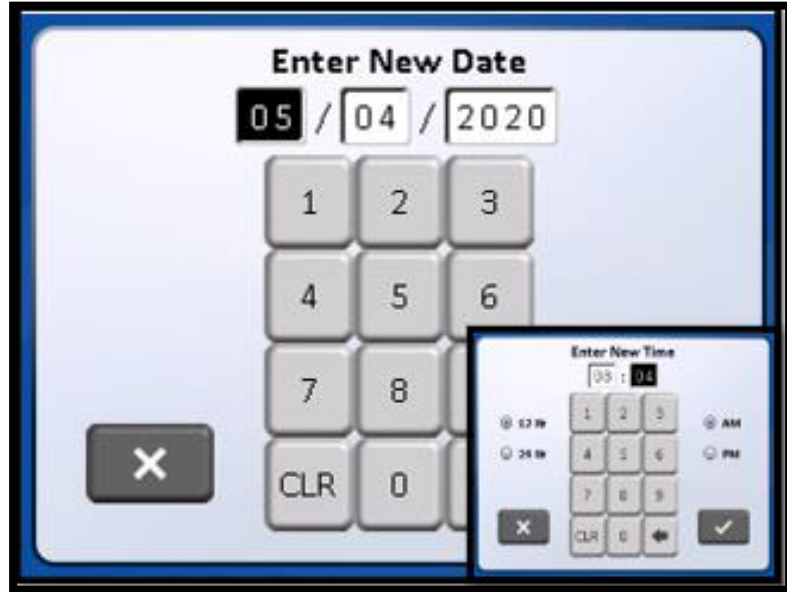 Enter New Date
05 / 04 / 2020
1 2 3
4 5 6
7 8
CLR 0
Enter New Time
08 : 04
12 Hr
24 Hr
AM
PM
1 2 3
4 5 6
7 8 9
CLR 0